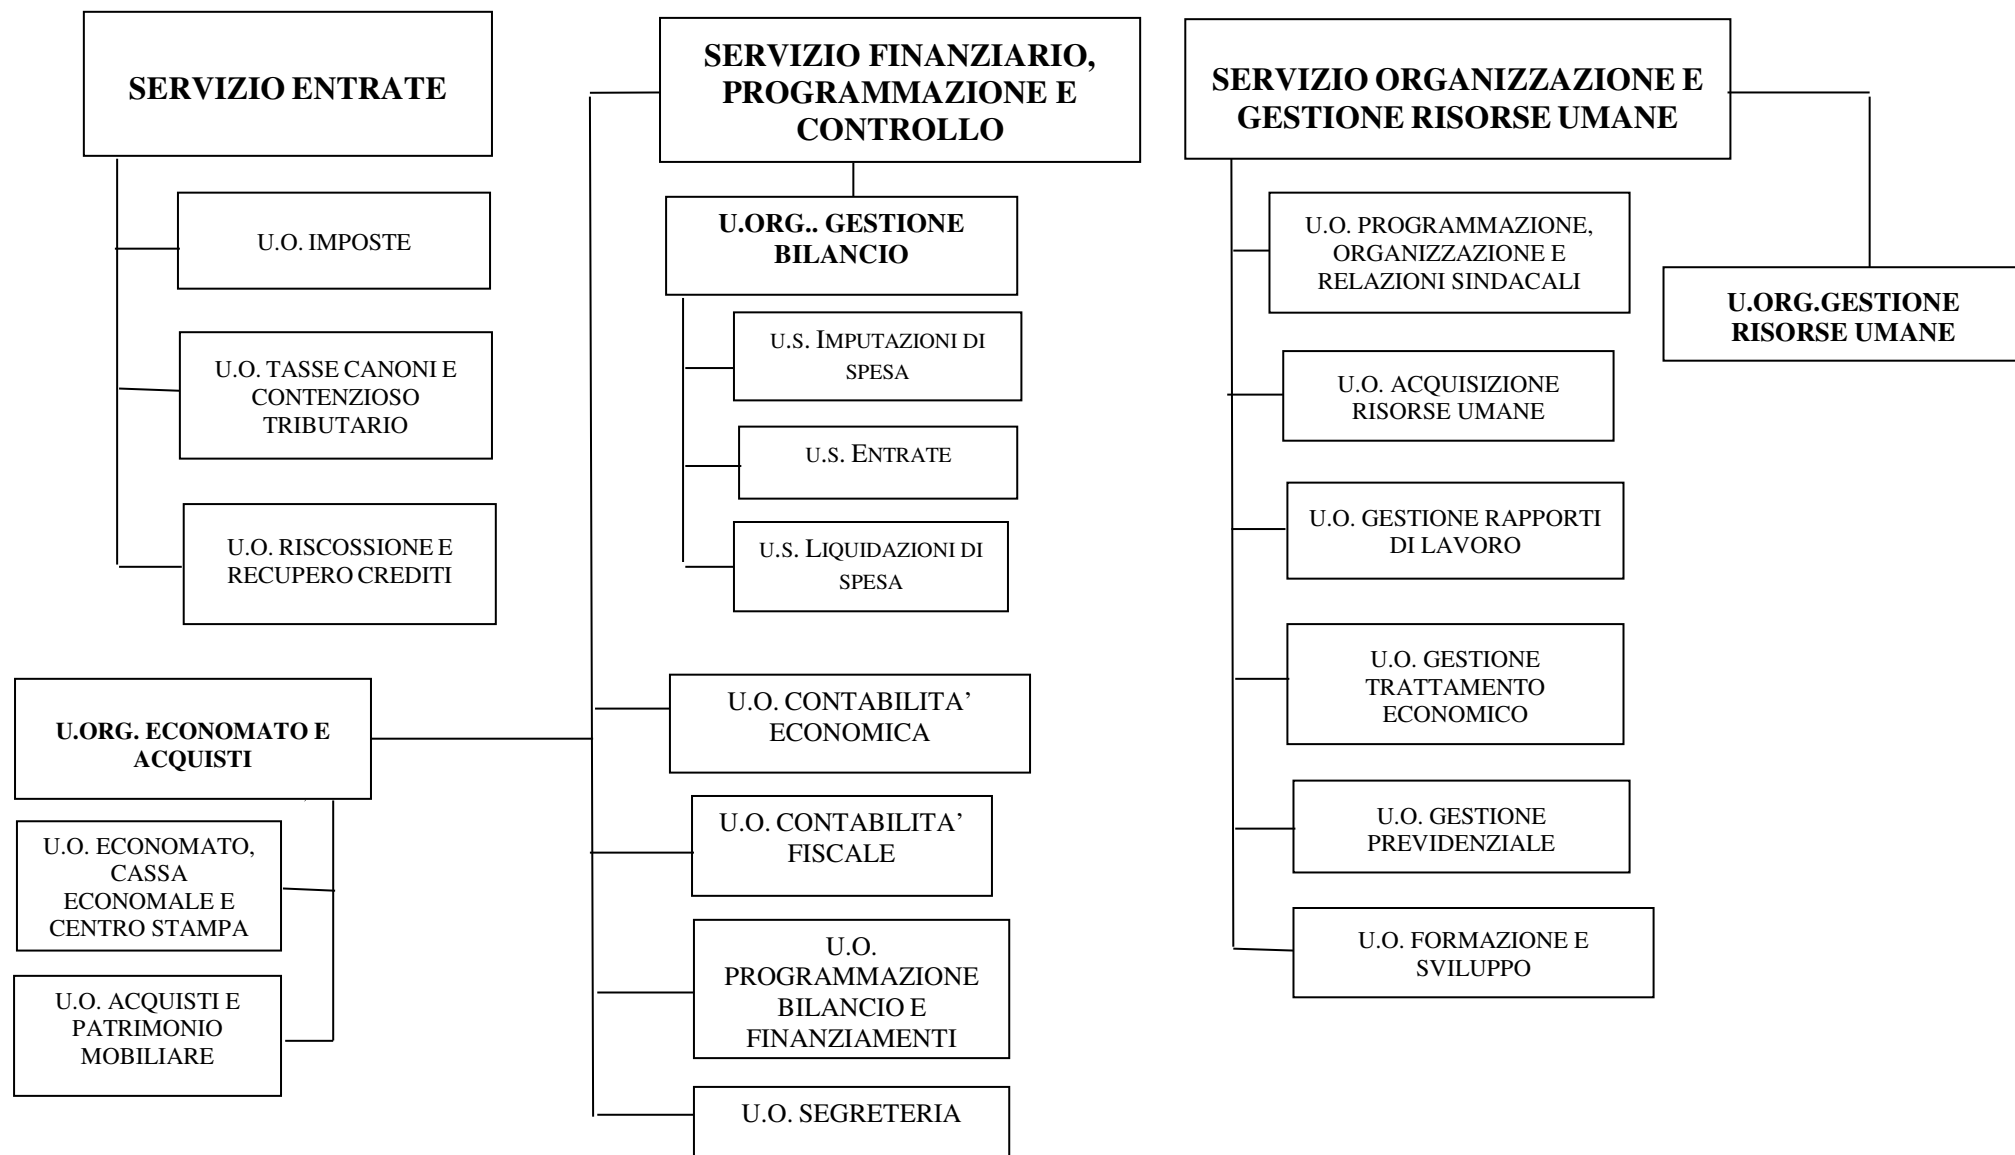 SERVIZIO ENTRATE
U.O. IMPOSTE
U.O. TASSE CANONI E
CONTENZIOSO
TRIBUTARIO
U.O. RISCOSSIONE E
RECUPERO CREDITI
U.ORG. ECONOMATO E
ACQUISTI
U.O. ECONOMATO,
CASSA
ECONOMALE E
CENTRO STAMPA
U.O. ACQUISTI E
PATRIMONIO
MOBILIARE
SERVIZIO FINANZIARIO,
PROGRAMMAZIONE E
CONTROLLO
U.ORG.. GESTIONE
BILANCIO
U.S. IMPUTAZIONI DI
SPESA
U.S. ENTRATE
U.S. LIQUIDAZIONI DI
SPESA
U.O. CONTABILITA’
ECONOMICA
U.O. CONTABILITA’
FISCALE
U.O.
PROGRAMMAZIONE
BILANCIO E
FINANZIAMENTI
U.O. SEGRETERIA
SERVIZIO ORGANIZZAZIONE E
GESTIONE RISORSE UMANE
U.O. PROGRAMMAZIONE,
ORGANIZZAZIONE E
RELAZIONI SINDACALI
U.O. ACQUISIZIONE
RISORSE UMANE
U.O. GESTIONE RAPPORTI
DI LAVORO
U.O. GESTIONE
TRATTAMENTO
ECONOMICO
U.O. GESTIONE
PREVIDENZIALE
U.O. FORMAZIONE E
SVILUPPO
U.ORG.GESTIONE
RISORSE UMANE